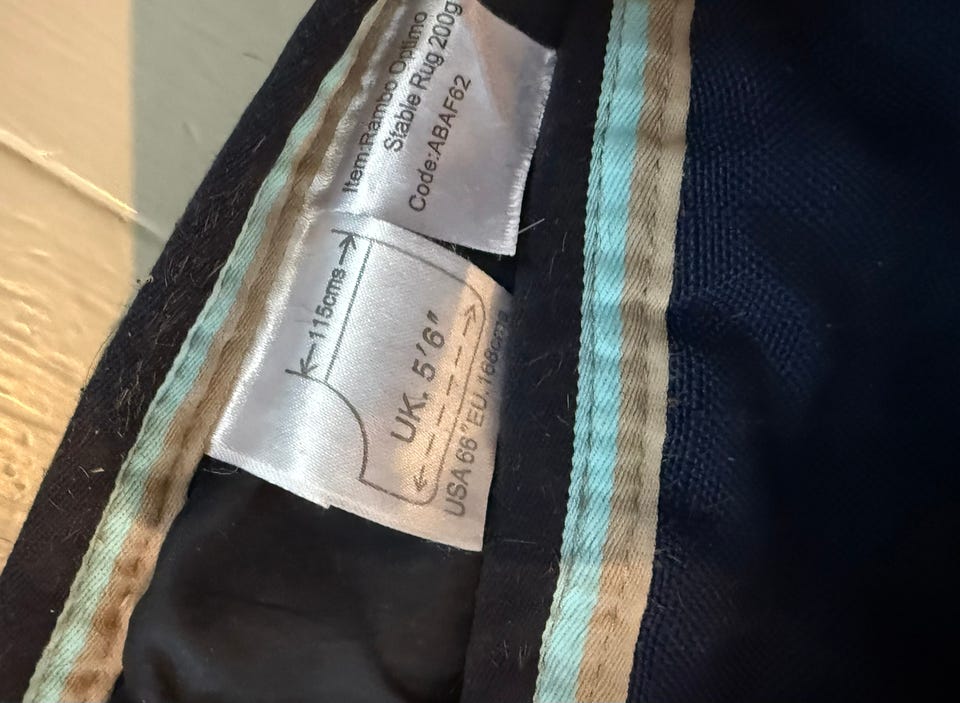 Item:Rambo Optimo
Stable Rug 200g
Code:ABAF62
115cms
UK. 5'6"
USA 66" EU.168cms